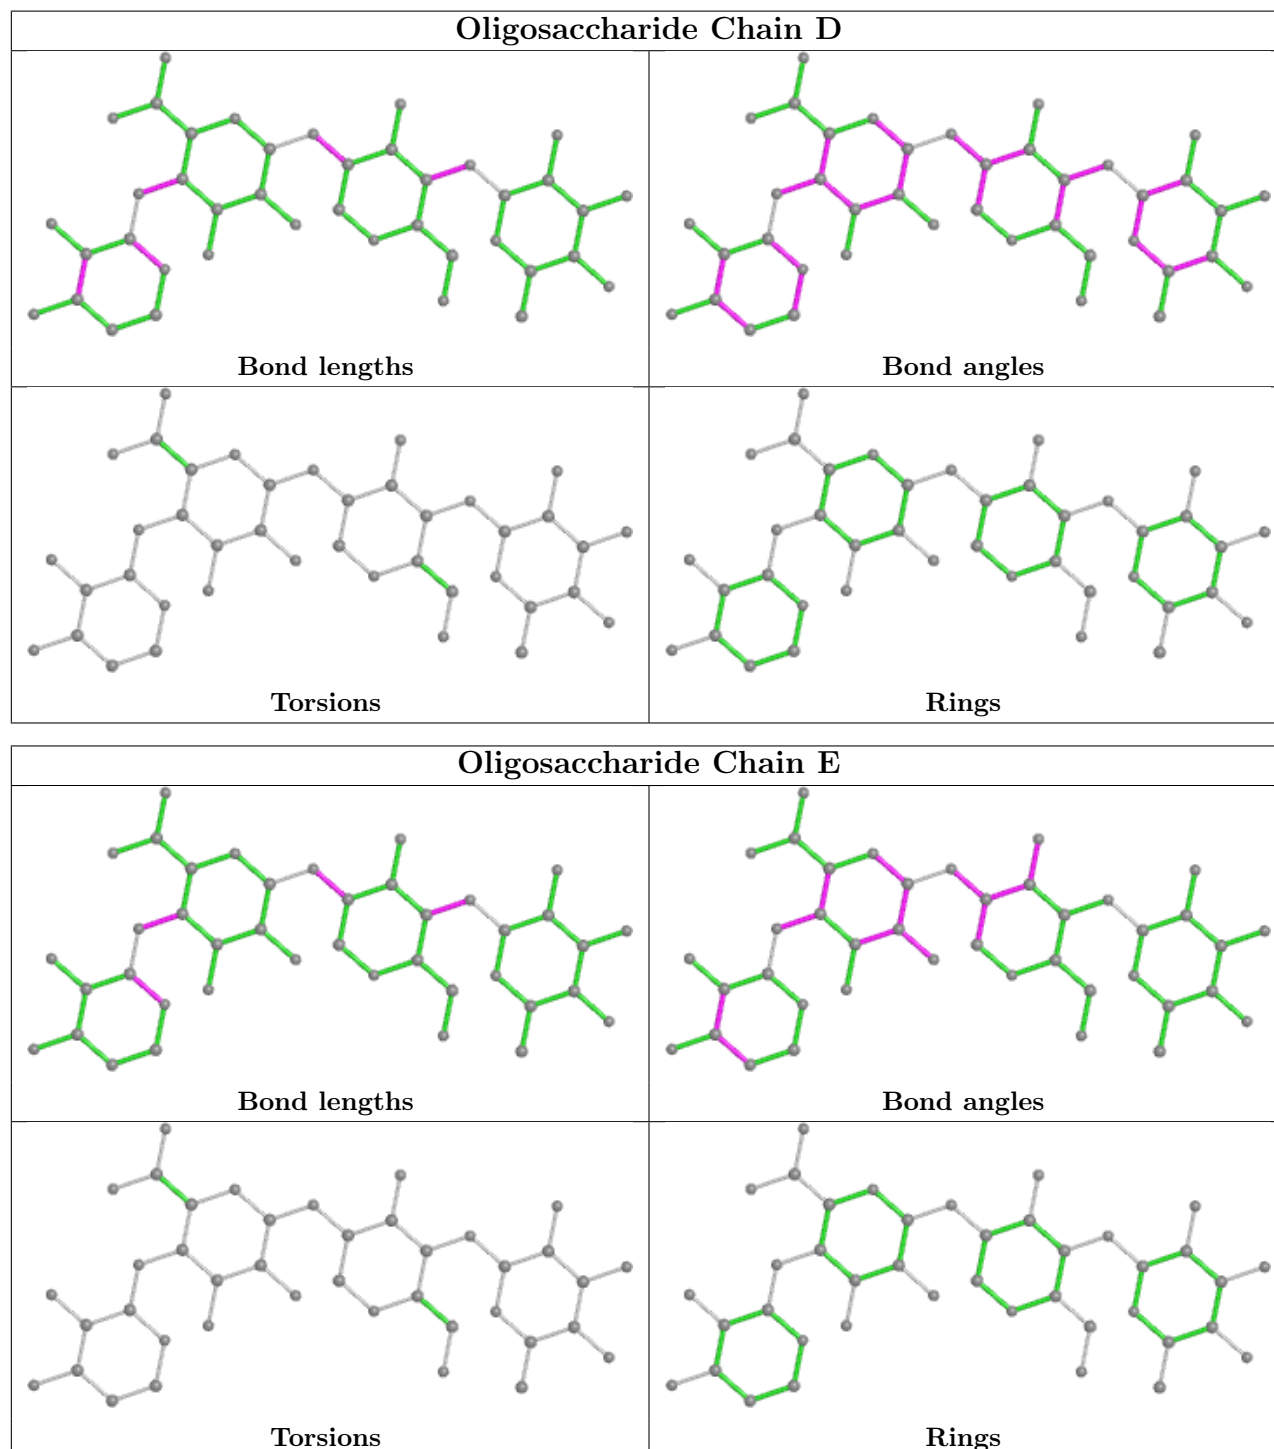 Oligosaccharide Chain D
Bond lengths
Bond angles
Torsions
Rings
Oligosaccharide Chain E
Bond lengths
Bond angles
Torsions
Rings